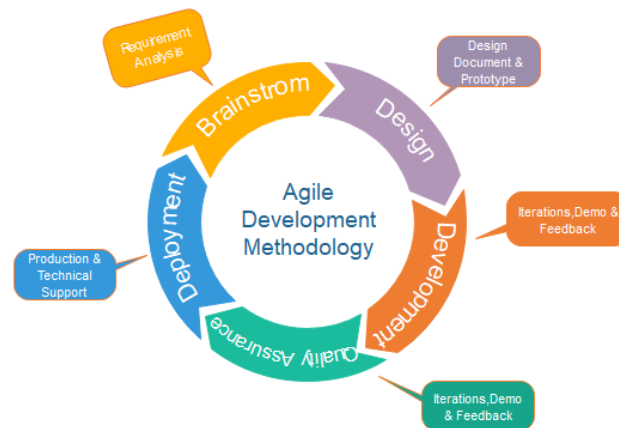 Requirement
Analysis
Brainstrom
Design
Document &
Prototype
Design
Agile
Development
Methodology
Iterations,Demo
& Feedback
Development
Production &
Technical
Support
Deployment
Quality Assurance
Iterations,Demo
& Feedback